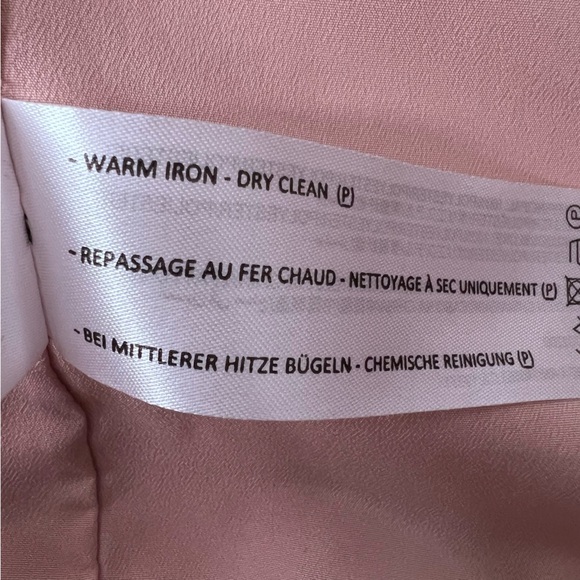 - WARM IRON - DRY CLEAN (P)
- REPASSAGE AU FER CHAUD - NETTOYAGE À SEC UNIQUEMENT (P)
- BEI MITTLERER HITZE BÜGELN - CHEMISCHE REINIGUNG (P)